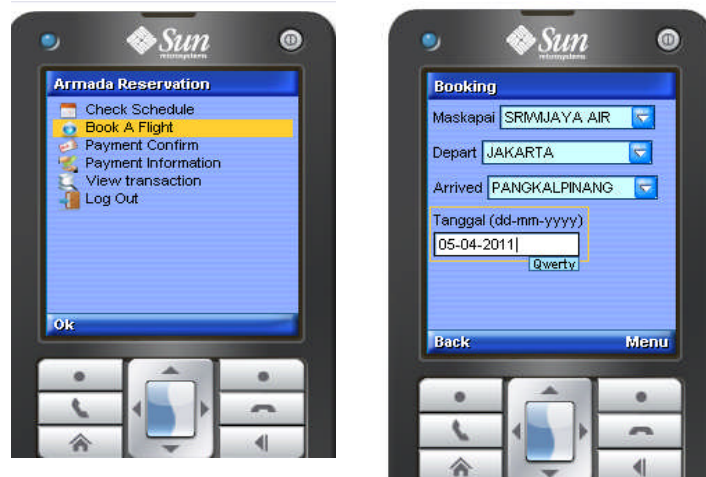 Sun
microsystems
Armada Reservation
Check Schedule
Book A Flight
Payment Confirm
Payment Information
View transaction
Log Out
Ok
Sun
microsystems
Booking
Maskapai SRIWIJAYA AIR
Depart JAKARTA
Arrived PANGKALPINANG
Tanggal (dd-mm-yyyy)
05-04-2011
Qwerty
Back Menu